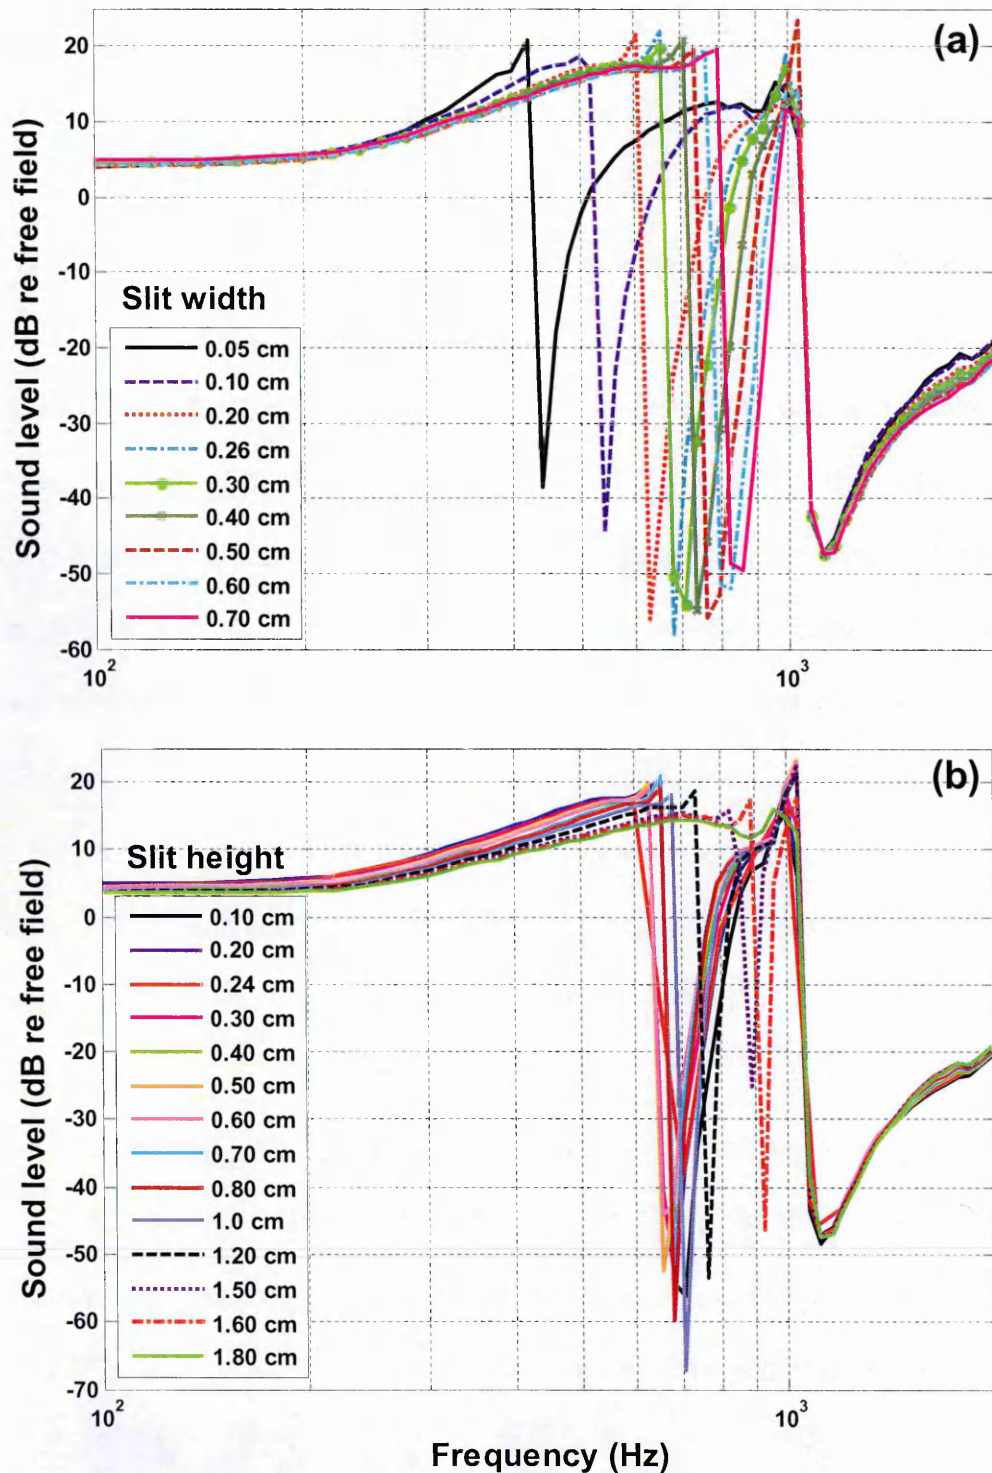 (a)
20
10
0
-10
-20
-30
-40
-50
-60
Sound level (dB re free field)
Slit width
0.05 cm
0.10 cm
0.20 cm
0.26 cm
0.30 cm
0.40 cm
0.50 cm
0.60 cm
0.70 cm
10²
10³
(b)
20
10
0
-10
-20
-30
-40
-50
-60
-70
Sound level (dB re free field)
Slit height
0.10 cm
0.20 cm
0.24 cm
0.30 cm
0.40 cm
0.50 cm
0.60 cm
0.70 cm
0.80 cm
1.0 cm
1.20 cm
1.50 cm
1.60 cm
1.80 cm
10²
10³
Frequency (Hz)